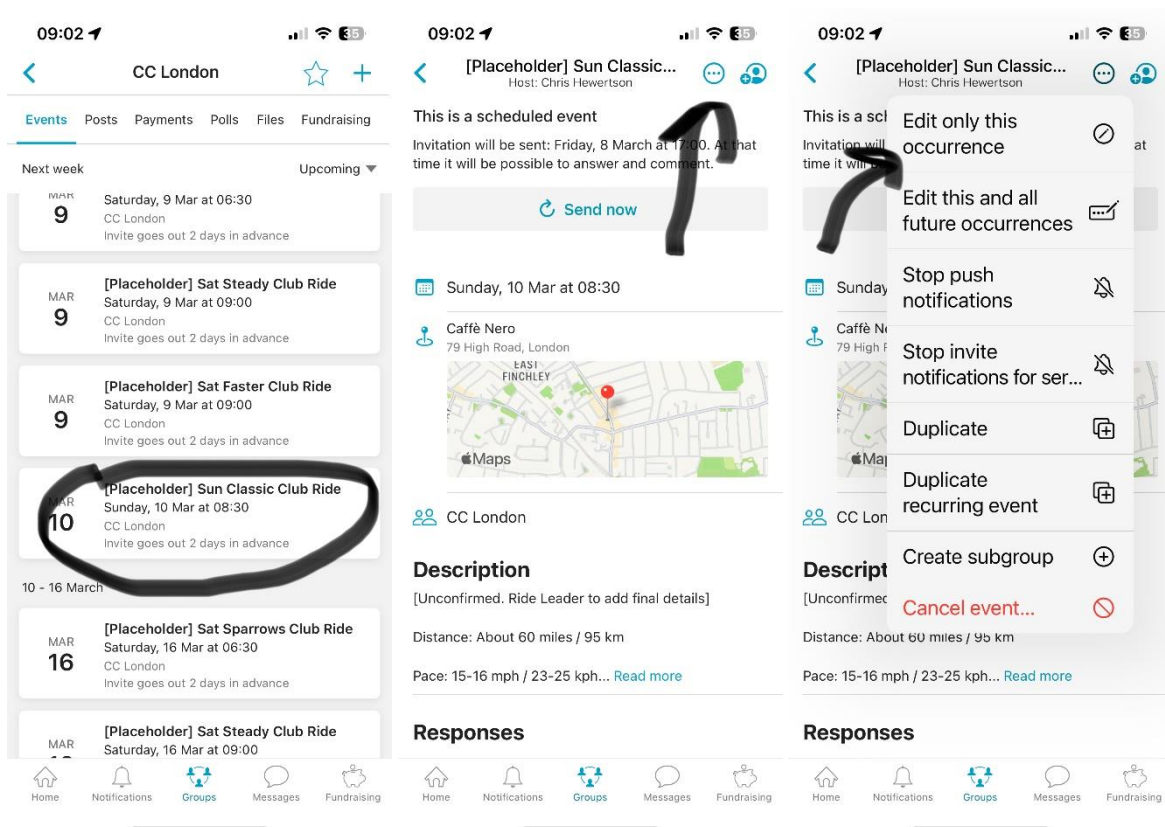 09:02
35
CC London
Events Posts Payments Polls Files Fundraising
Next week
Upcoming
MAR
9
Saturday, 9 Mar at 06:30
CC London
Invite goes out 2 days in advance
MAR
9
[Placeholder] Sat Steady Club Ride
Saturday, 9 Mar at 09:00
CC London
Invite goes out 2 days in advance
MAR
9
[Placeholder] Sat Faster Club Ride
Saturday, 9 Mar at 09:00
CC London
Invite goes out 2 days in advance
MAR
10
[Placeholder] Sun Classic Club Ride
Sunday, 10 Mar at 08:30
CC London
Invite goes out 2 days in advance
10 - 16 March
MAR
16
[Placeholder] Sat Sparrows Club Ride
Saturday, 16 Mar at 06:30
CC London
Invite goes out 2 days in advance
MAR
[Placeholder] Sat Steady Club Ride
Saturday, 16 Mar at 09:00
Home Notifications Groups Messages Fundraising
09:02
35
[Placeholder] Sun Classic...
Host: Chris Hewertson
This is a scheduled event
Invitation will be sent: Friday, 8 March at 17:00. At that
time it will be possible to answer and comment.
Send now
Sunday, 10 Mar at 08:30
Caffè Nero
79 High Road, London
EAST
FINCHLEY
Maps
CC London
Description
[Unconfirmed. Ride Leader to add final details]
Distance: About 60 miles / 95 km
Pace: 15-16 mph / 23-25 kph... Read more
Responses
Home Notifications Groups Messages Fundraising
09:02
35
[Placeholder] Sun Classic...
Host: Chris Hewertson
This is a sch
Invitation will
at
time it wi
Edit only this
occurrence
Edit this and all
future occurrences
Stop push
notifications
Stop invite
notifications for ser...
Duplicate
Duplicate
recurring event
Create subgroup
Cancel event...
Sunday
Caffè Ne
79 High R
Map
CC Lon
Descript
[Unconfirmed
Distance: About 60 miles / 95 km
Pace: 15-16 mph / 23-25 kph... Read more
Responses
Home Notifications Groups Messages Fundraising